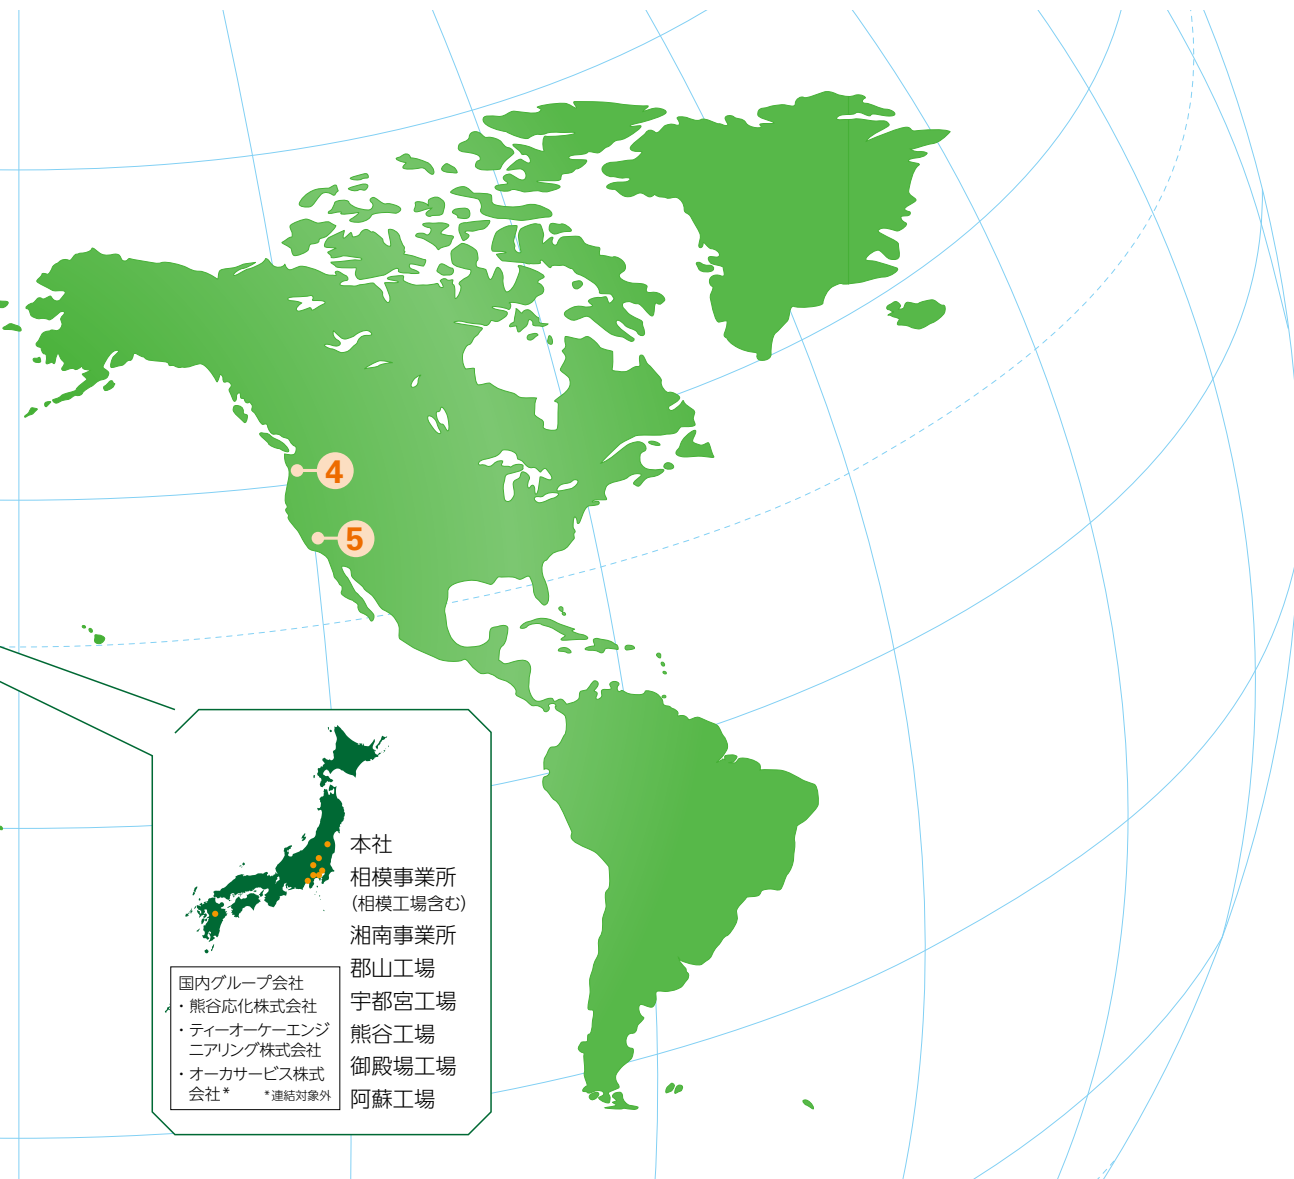 4
5
本社
相模事業所
（相模工場含む）
湘南事業所
郡山工場
宇都宮工場
熊谷工場
御殿場工場
阿蘇工場
国内グループ会社
・熊谷応化株式会社
・ティーオーケーエンジ
ニアリング株式会社
・オーカサービス株式
会社* *連結対象外